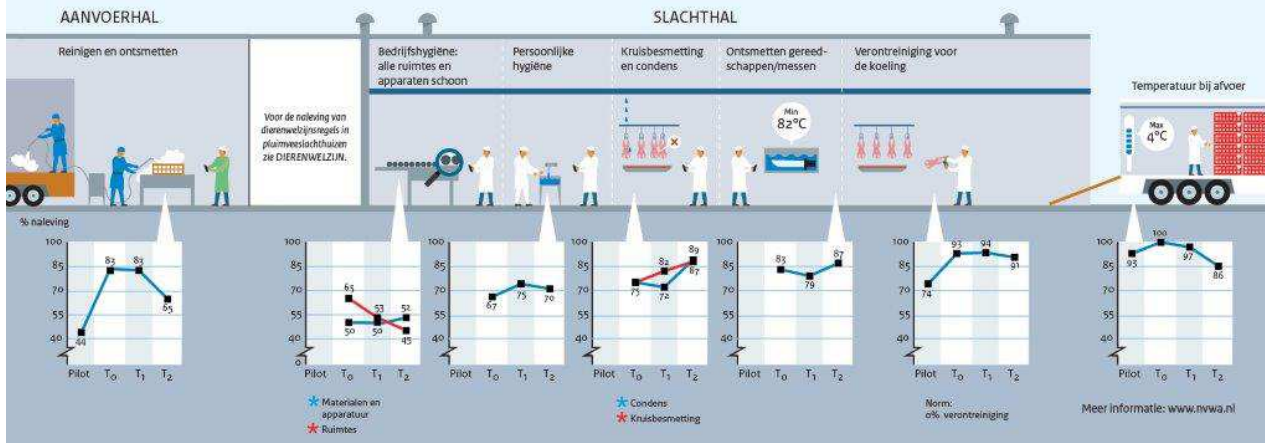 AANVOERHAL
SLACHTHAL
Reinigen en ontsmetten
Voor de naleving van
dierenwelzijnsregels in
pluimveeslachthuizen
zie DIERENWELZIJN.
Bedrijfshygiëne:
alle ruimtes en
apparaten schoon
Persoonlijke
hygiëne
Kruisbesmetting
en condens
Ontsmetten gereed-
schappen/messen
Min
82°C
Verontreiniging voor
de koeling
Temperatuur bij afvoer
Max
4°C
% naleving
100
85
70
55
40
44
83
83
65
Pilot T0 T1 T2
100
85
70
55
40
0
65
53
52
50
50
45
Pilot T0 T1 T2
* Materialen en
apparatuur
* Ruimtes
100
85
70
55
40
67
75
70
Pilot T0 T1 T2
100
85
70
55
40
75
82
72
89
87
Pilot T0 T1 T2
* Condens
* Kruisbesmetting
100
85
70
55
40
83
79
87
Pilot T0 T1 T2
100
85
70
55
40
74
93
94
91
Pilot T0 T1 T2
Norm:
0% verontreiniging
100
85
70
55
40
93
100
97
86
Pilot T0 T1 T2
Meer informatie: www.nvwa.nl